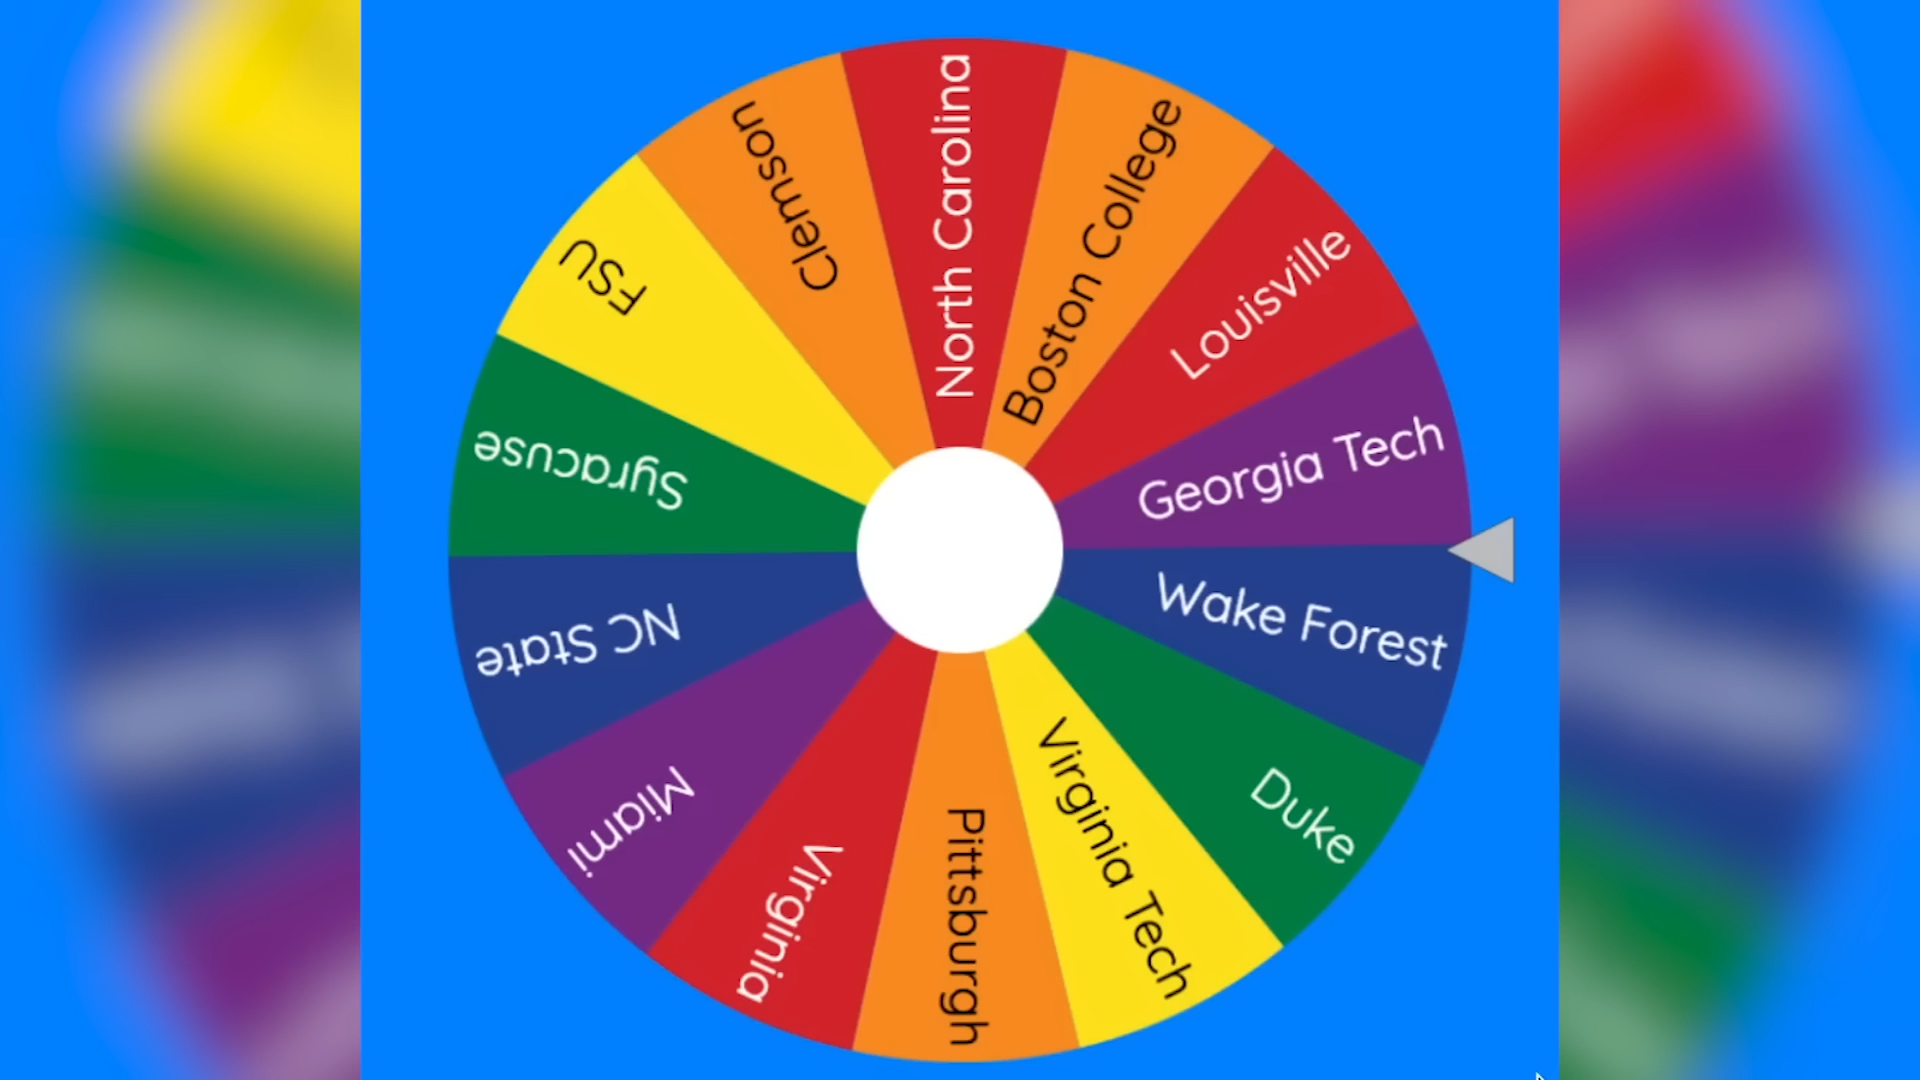 North Carolina
Boston College
Louisville
Georgia Tech
Wake Forest
Duke
Virginia Tech
Pittsburgh
Virginia
Miami
NC State
Syracuse
FSU
Clemson